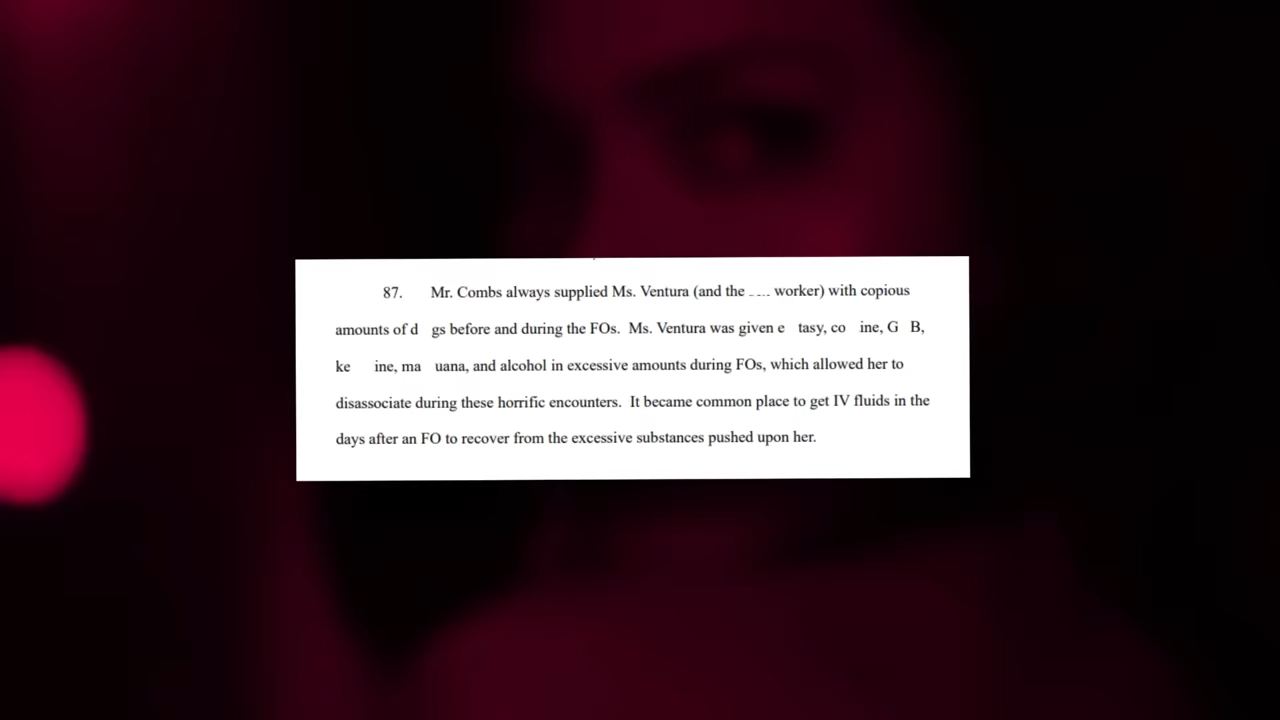 87. Mr. Combs always supplied Ms. Ventura (and the .... worker) with copious
amounts of d gs before and during the FOs. Ms. Ventura was given e tasy, co ine, G B,
ke ine, ma uana, and alcohol in excessive amounts during FOs, which allowed her to
disassociate during these horrific encounters. It became common place to get IV fluids in the
days after an FO to recover from the excessive substances pushed upon her.